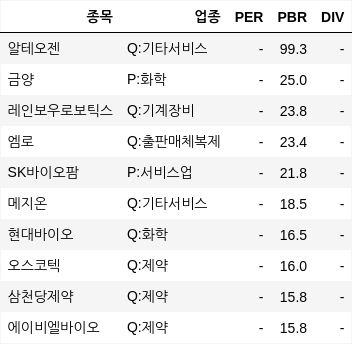 종목 업종 PER PBR DIV
알테오젠 Q:기타서비스 - 99.3 -
금양 P:화학 - 25.0 -
레인보우로보틱스 Q:기계장비 - 23.8 -
엠로 Q:출판매체복제 - 23.4 -
SK바이오팜 P:서비스업 - 21.8 -
메지온 Q:기타서비스 - 18.5 -
현대바이오 Q:화학 - 16.5 -
오스코텍 Q:제약 - 16.0 -
삼천당제약 Q:제약 - 15.8 -
에이비엘바이오 Q:제약 - 15.8 -